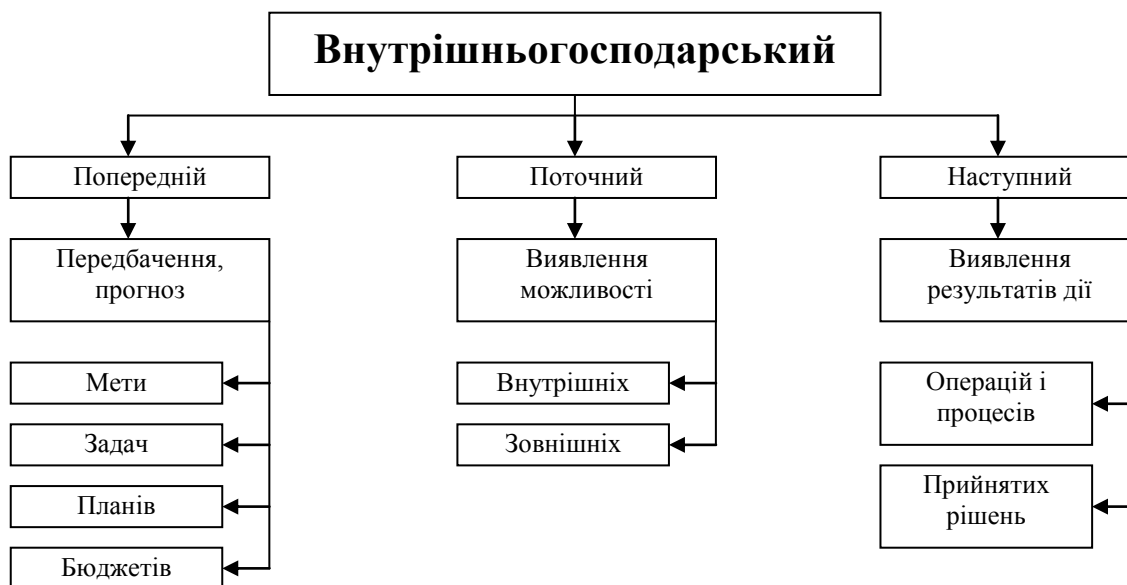 Внутрішньогосподарський
Попередній
Поточний
Наступний
Передбачення,
прогноз
Виявлення
можливості
Виявлення
результатів дії
Мети
Задач
Планів
Бюджетів
Внутрішніх
Зовнішніх
Операцій і
процесів
Прийнятих
рішень